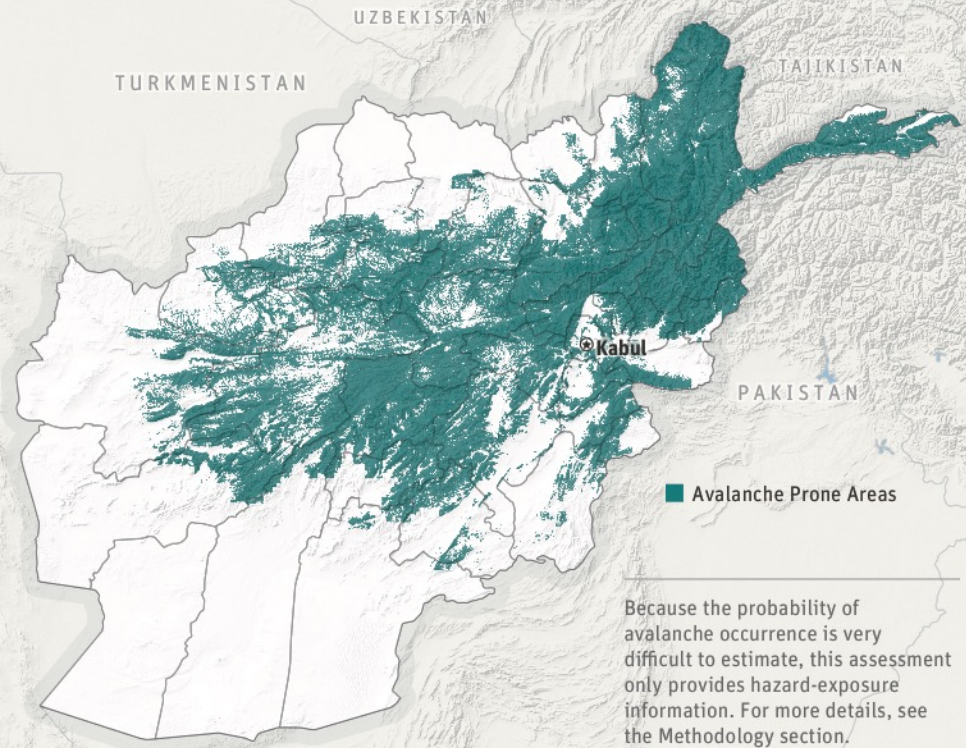 UZBEKISTAN
TURKMENISTAN
TAJIKISTAN
Kabul
PAKISTAN
Avalanche Prone Areas
Because the probability of
avalanche occurrence is very
difficult to estimate, this assessment
only provides hazard-exposure
information. For more details, see
the Methodology section.